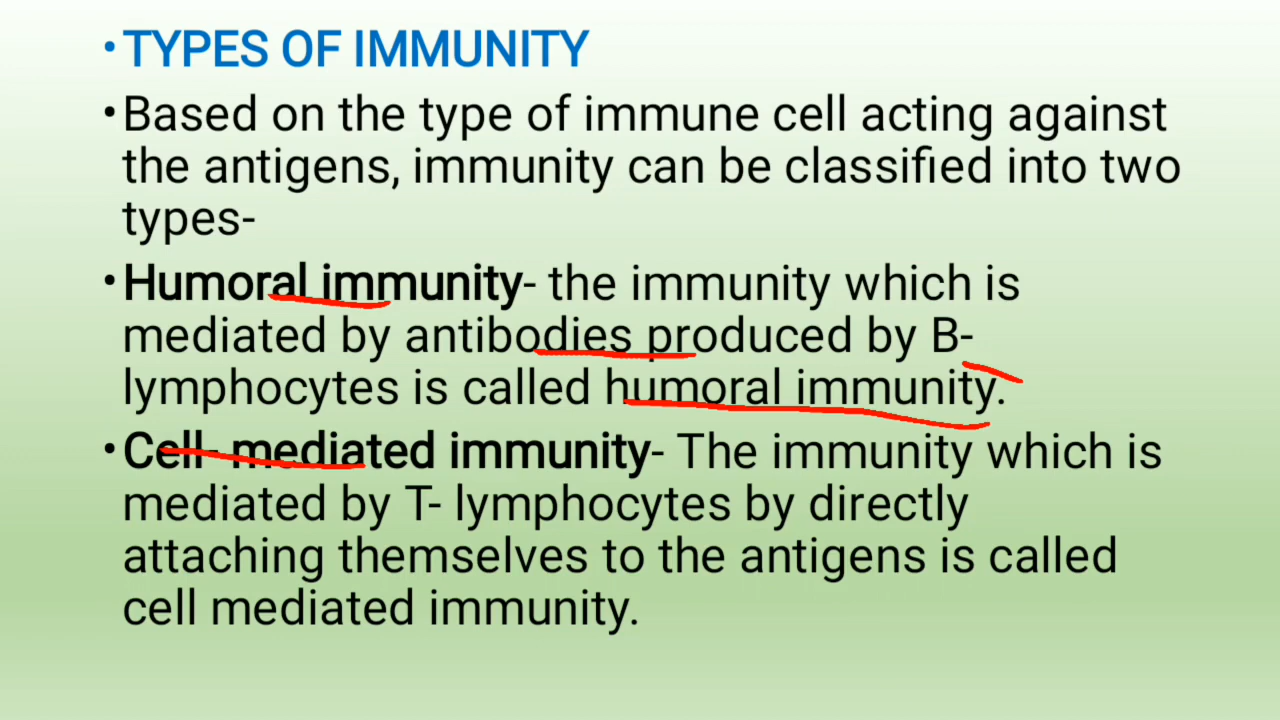 •TYPES OF IMMUNITY
•Based on the type of immune cell acting against
the antigens, immunity can be classified into two
types-
•Humoral immunity- the immunity which is
mediated by antibodies produced by B-
lymphocytes is called humoral immunity.
•Cell- mediated immunity- The immunity which is
mediated by T- lymphocytes by directly
attaching themselves to the antigens is called
cell mediated immunity.